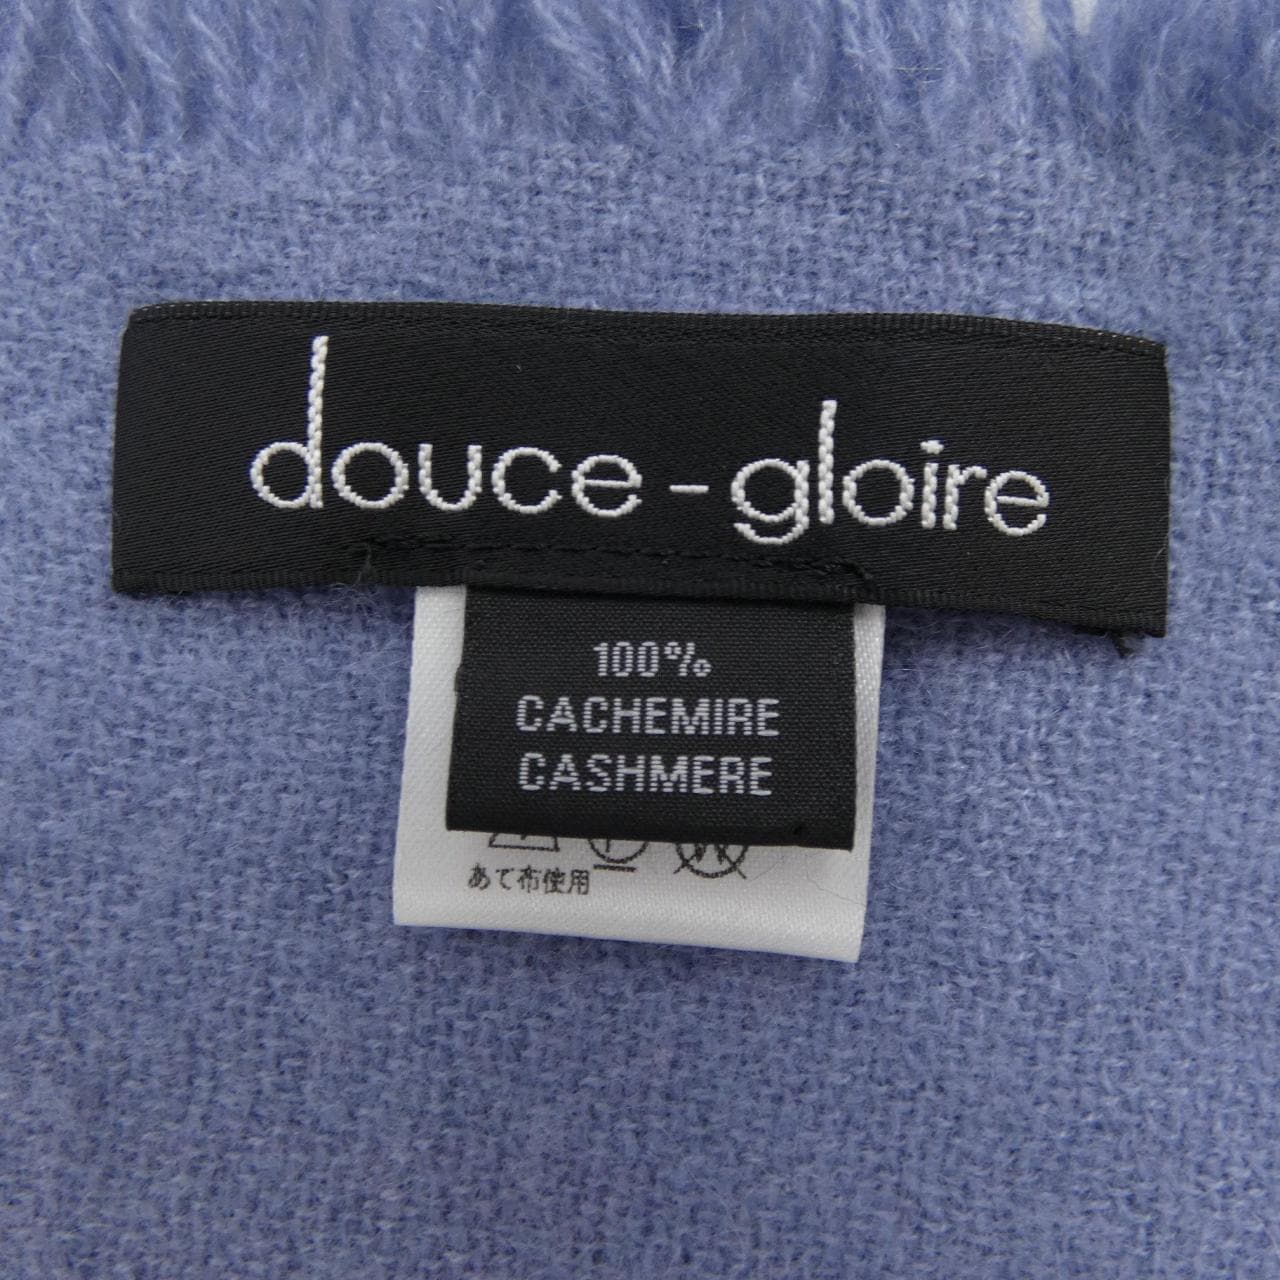 douce-gloire
100%
CACHEMIRE
CASHMERE
あて布使用